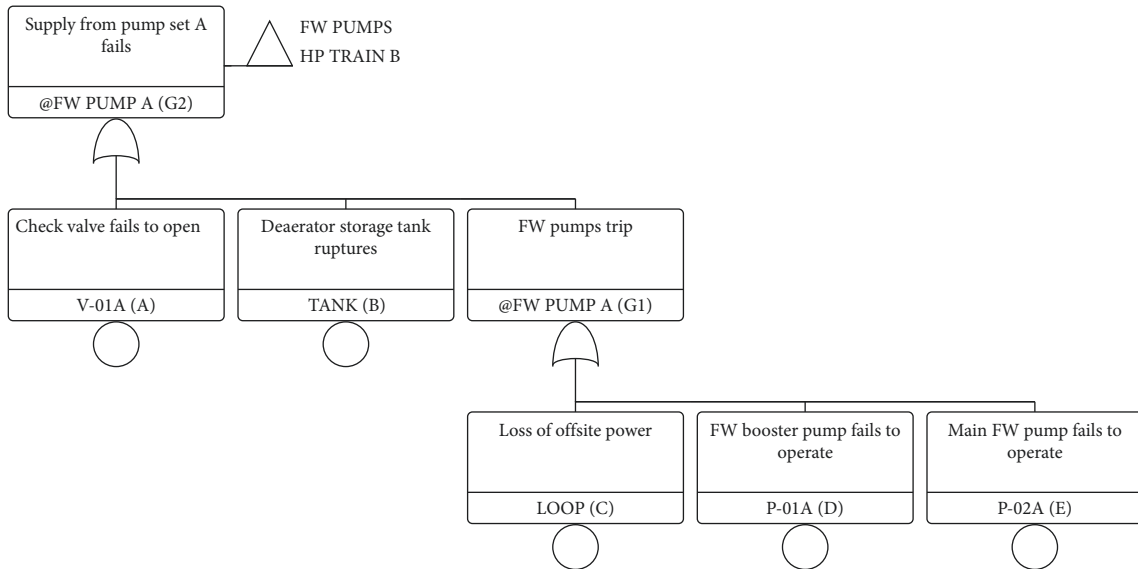 Supply from pump set A
fails
@FW PUMP A (G2)
FW PUMPS
HP TRAIN B
Check valve fails to open
V-01A (A)
Deaerator storage tank
ruptures
TANK (B)
FW pumps trip
@FW PUMP A (G1)
Loss of offsite power
LOOP (C)
FW booster pump fails to
operate
P-01A (D)
Main FW pump fails to
operate
P-02A (E)